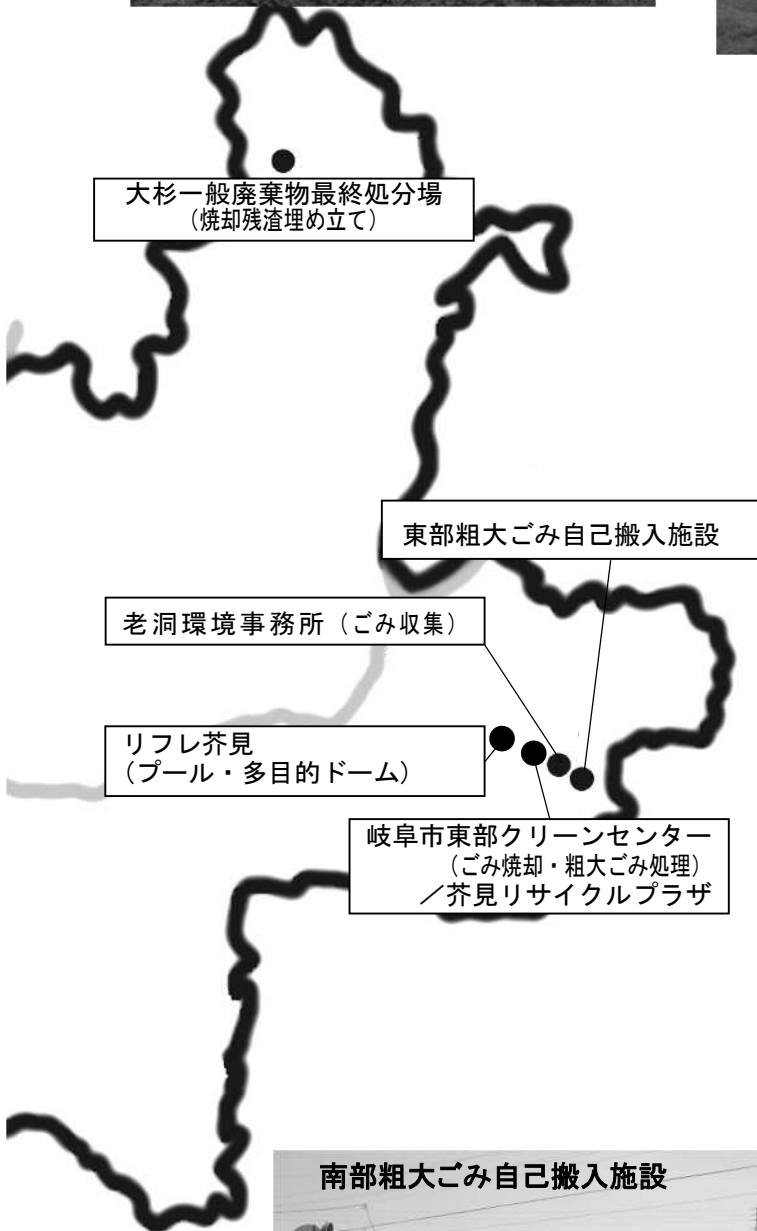 大杉一般廃棄物最終処分場
（焼却残渣埋め立て）
東部粗大ごみ自己搬入施設
老洞環境事務所（ごみ収集）
リフレ芥見
（プール・多目的ドーム）
岐阜市東部クリーンセンター
（ごみ焼却・粗大ごみ処理）
／芥見リサイクルプラザ
南部粗大ごみ自己搬入施設